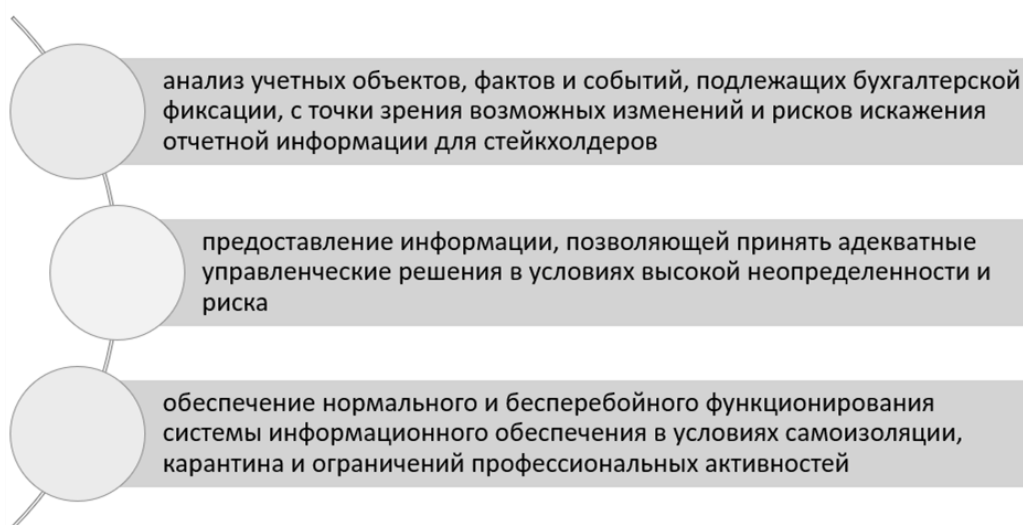 анализ учетных объектов, фактов и событий, подлежащих бухгалтерской
фиксации, с точки зрения возможных изменений и рисков искажения
отчетной информации для стейкхолдеров
предоставление информации, позволяющей принять адекватные
управленческие решения в условиях высокой неопределенности и
риска
обеспечение нормального и бесперебойного функционирования
системы информационного обеспечения в условиях самоизоляции,
карантина и ограничений профессиональных активностей